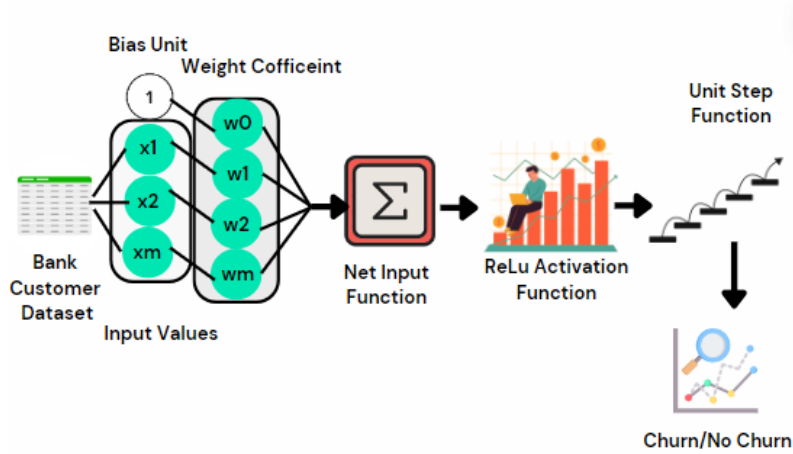 Bias Unit
Weight Cofficeint
1
w0
x1
w1
x2
w2
xm
wm
Bank
Customer
Dataset
Input Values
Σ
Net Input
Function
ReLu Activation
Function
Unit Step
Function
Churn/No Churn